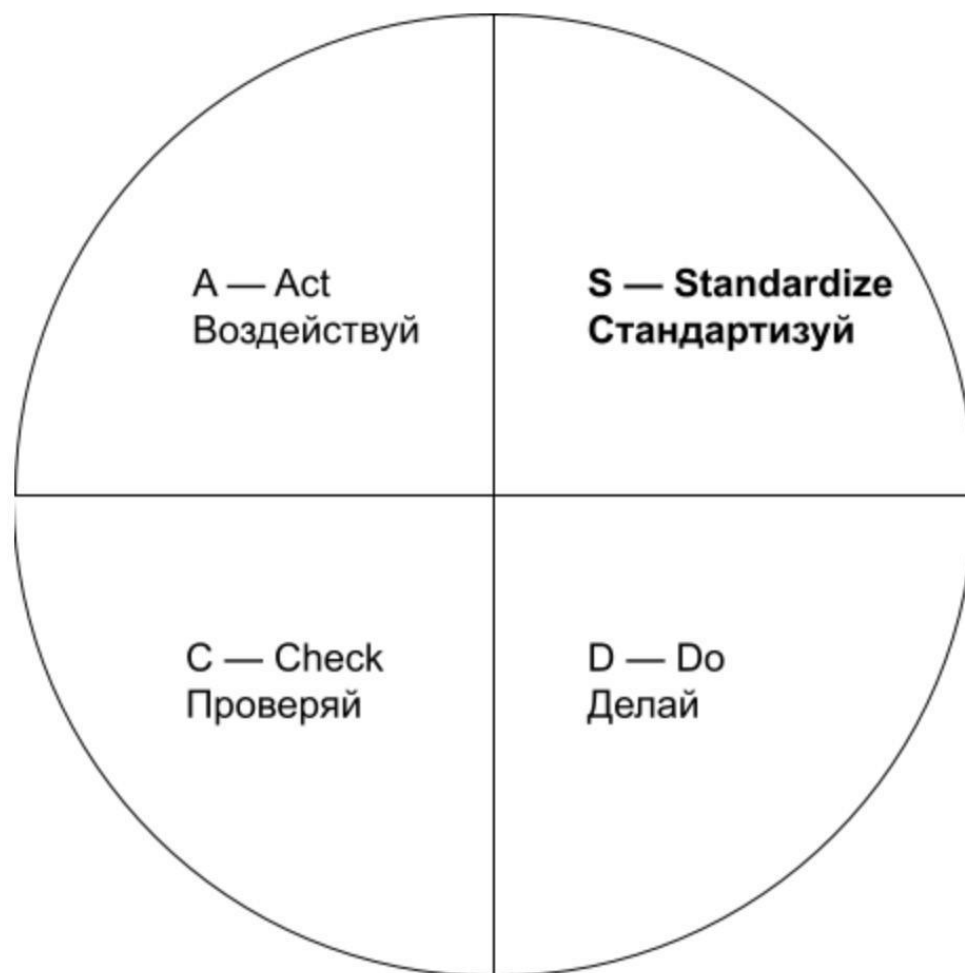 A — Act
Воздействуй
S — Standardize
Стандартизуй
C — Check
Проверяй
D — Do
Делай